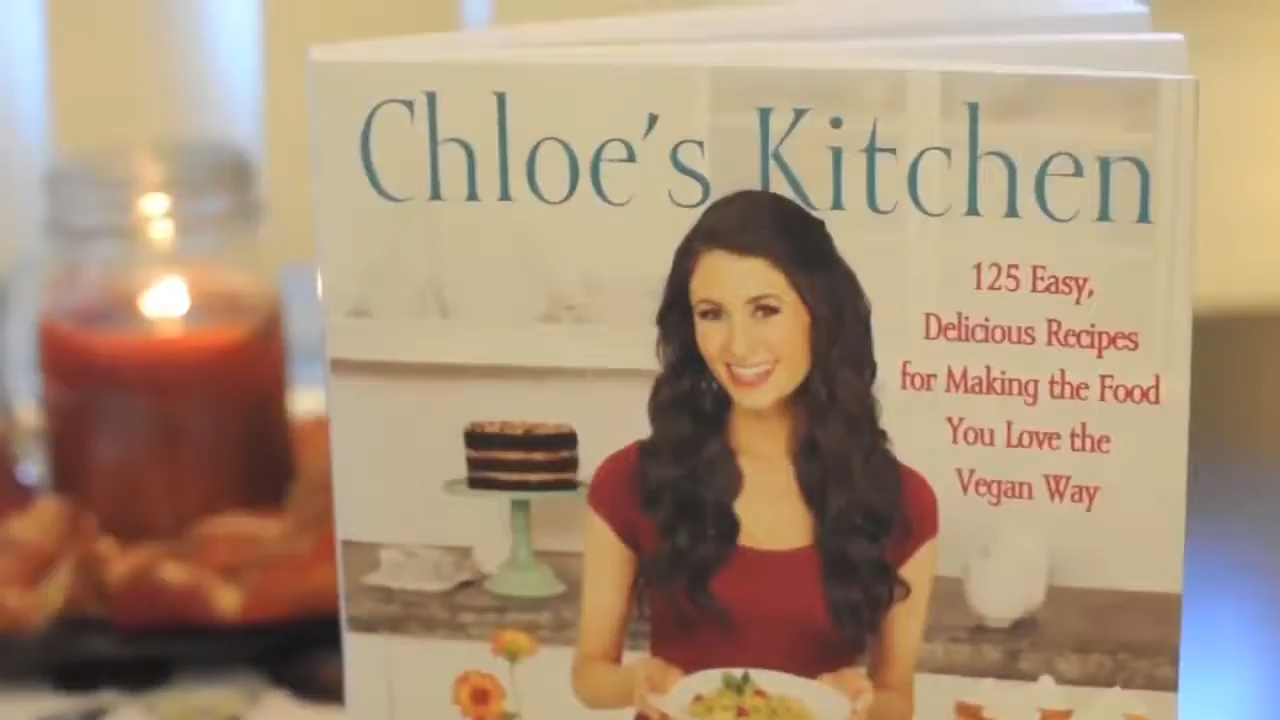 Chloe's Kitchen
125 Easy,
Delicious Recipes
for Making the Food
You Love the
Vegan Way